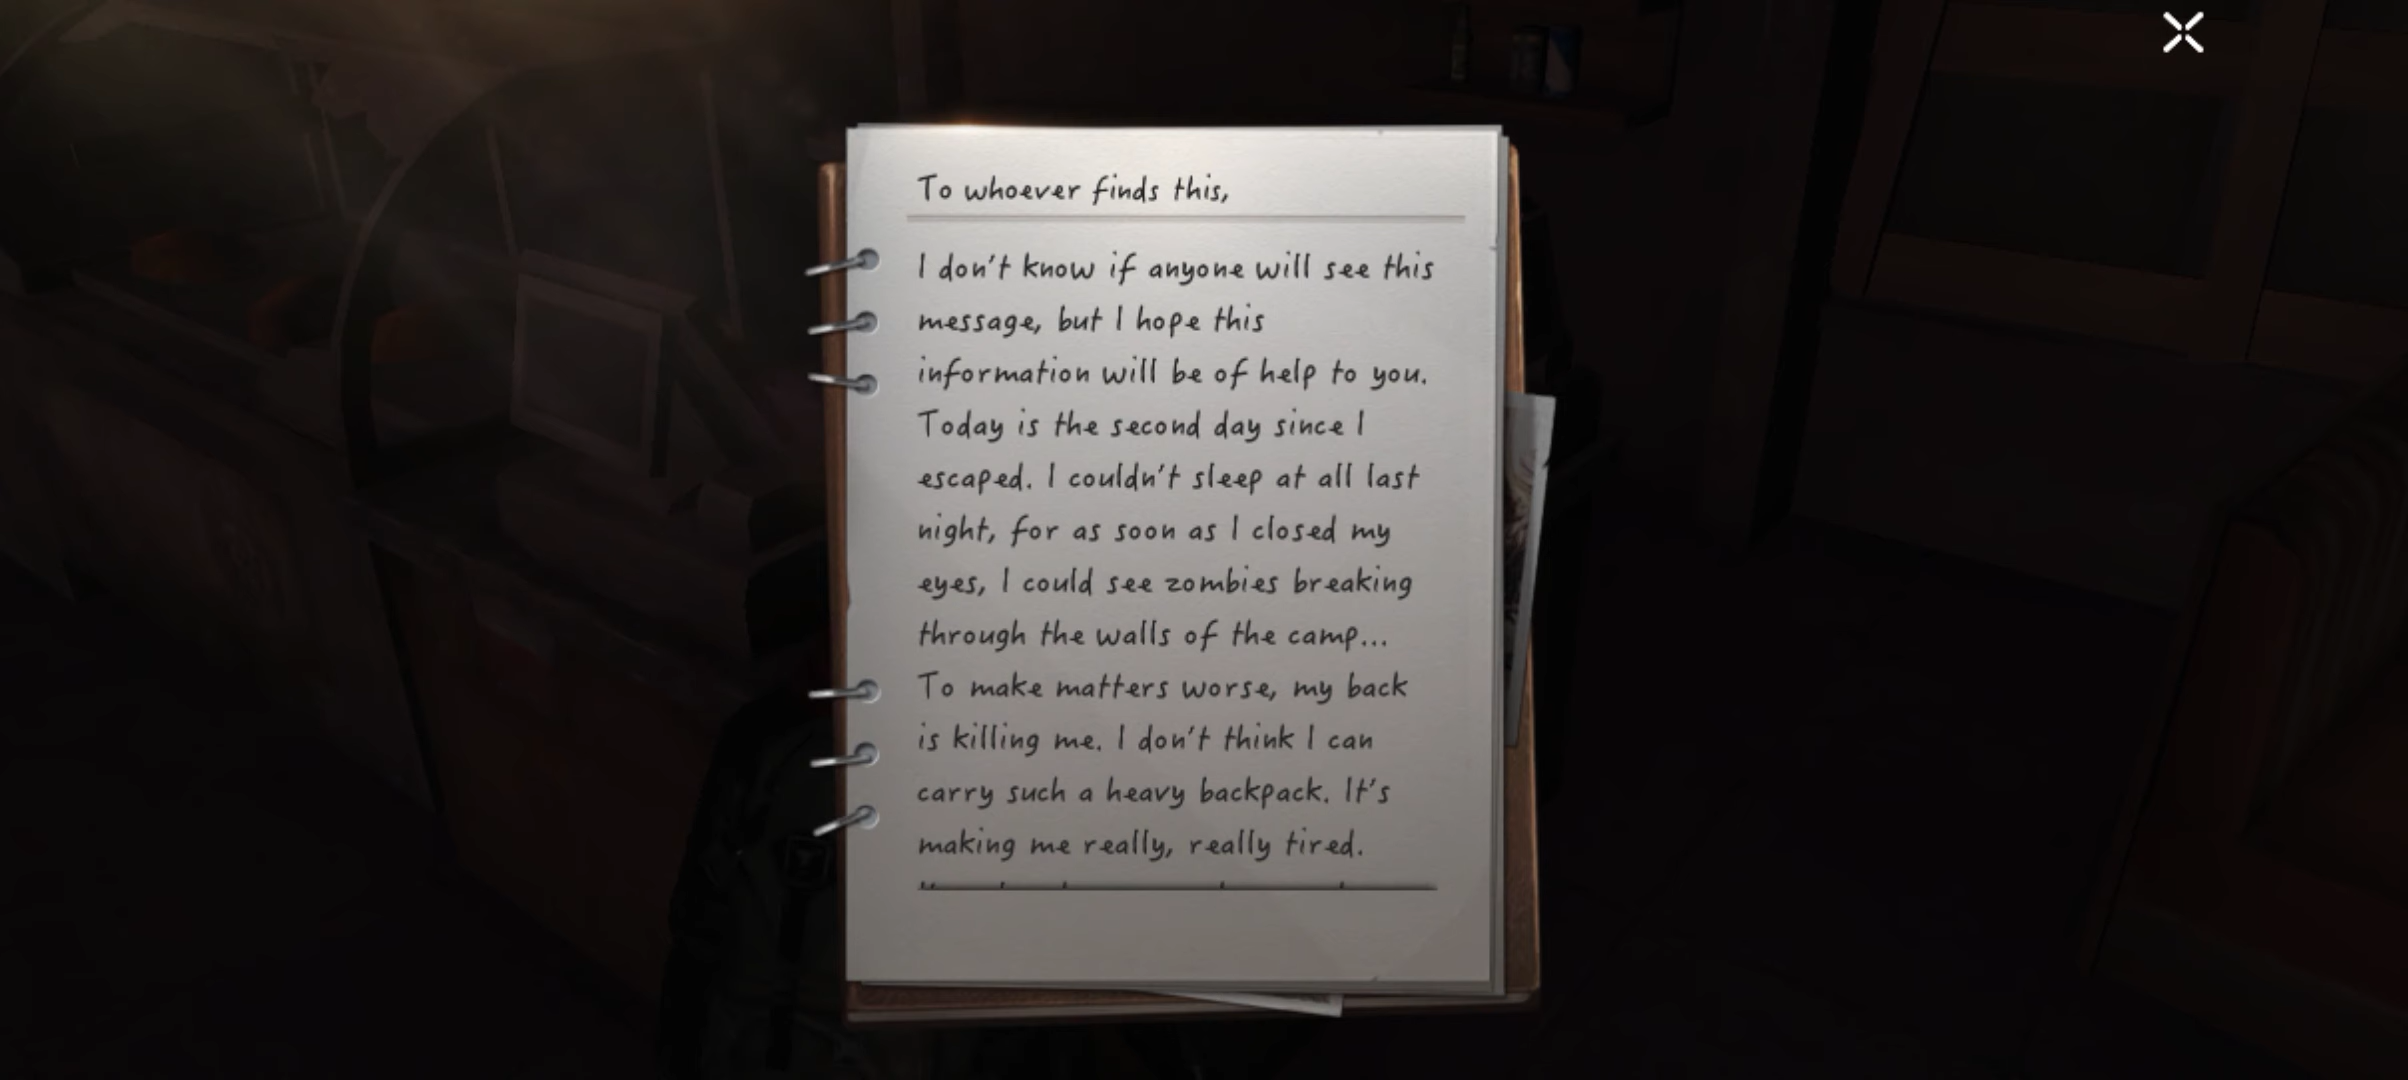 To whoever finds this,
I don't know if anyone will see this
message, but I hope this
information will be of help to you.
Today is the second day since I
escaped. I couldn't sleep at all last
night, for as soon as I closed my
eyes, I could see zombies breaking
through the walls of the camp...
To make matters worse, my back
is killing me. I don't think I can
carry such a heavy backpack. It's
making me really, really tired.